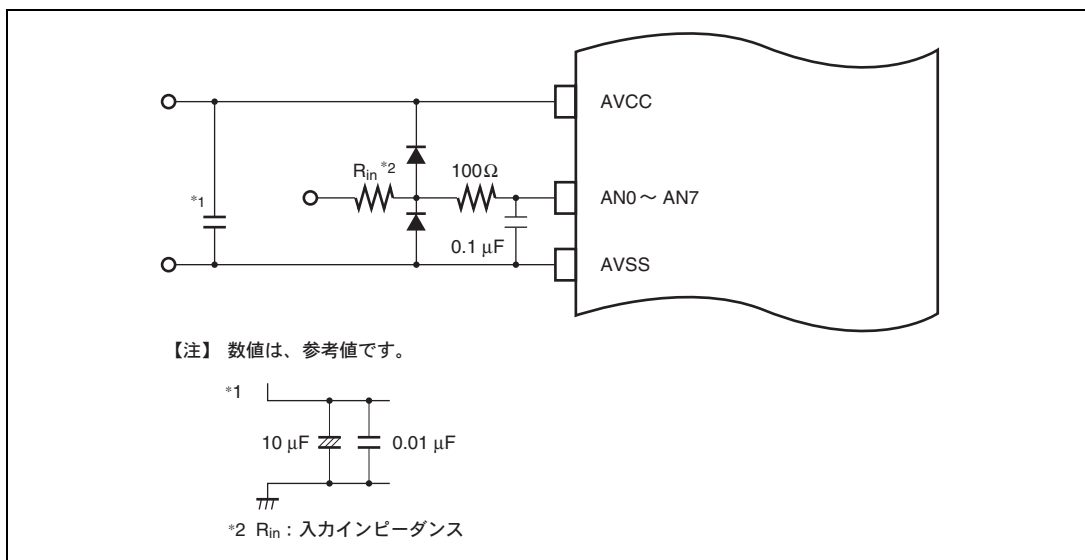 AVCC
Rin *2
100Ω
*1
AN0～AN7
0.1 μF
AVSS
【注】 数値は、参考値です。
*1
10 μF
0.01 μF
*2 Rin：入力インピーダンス